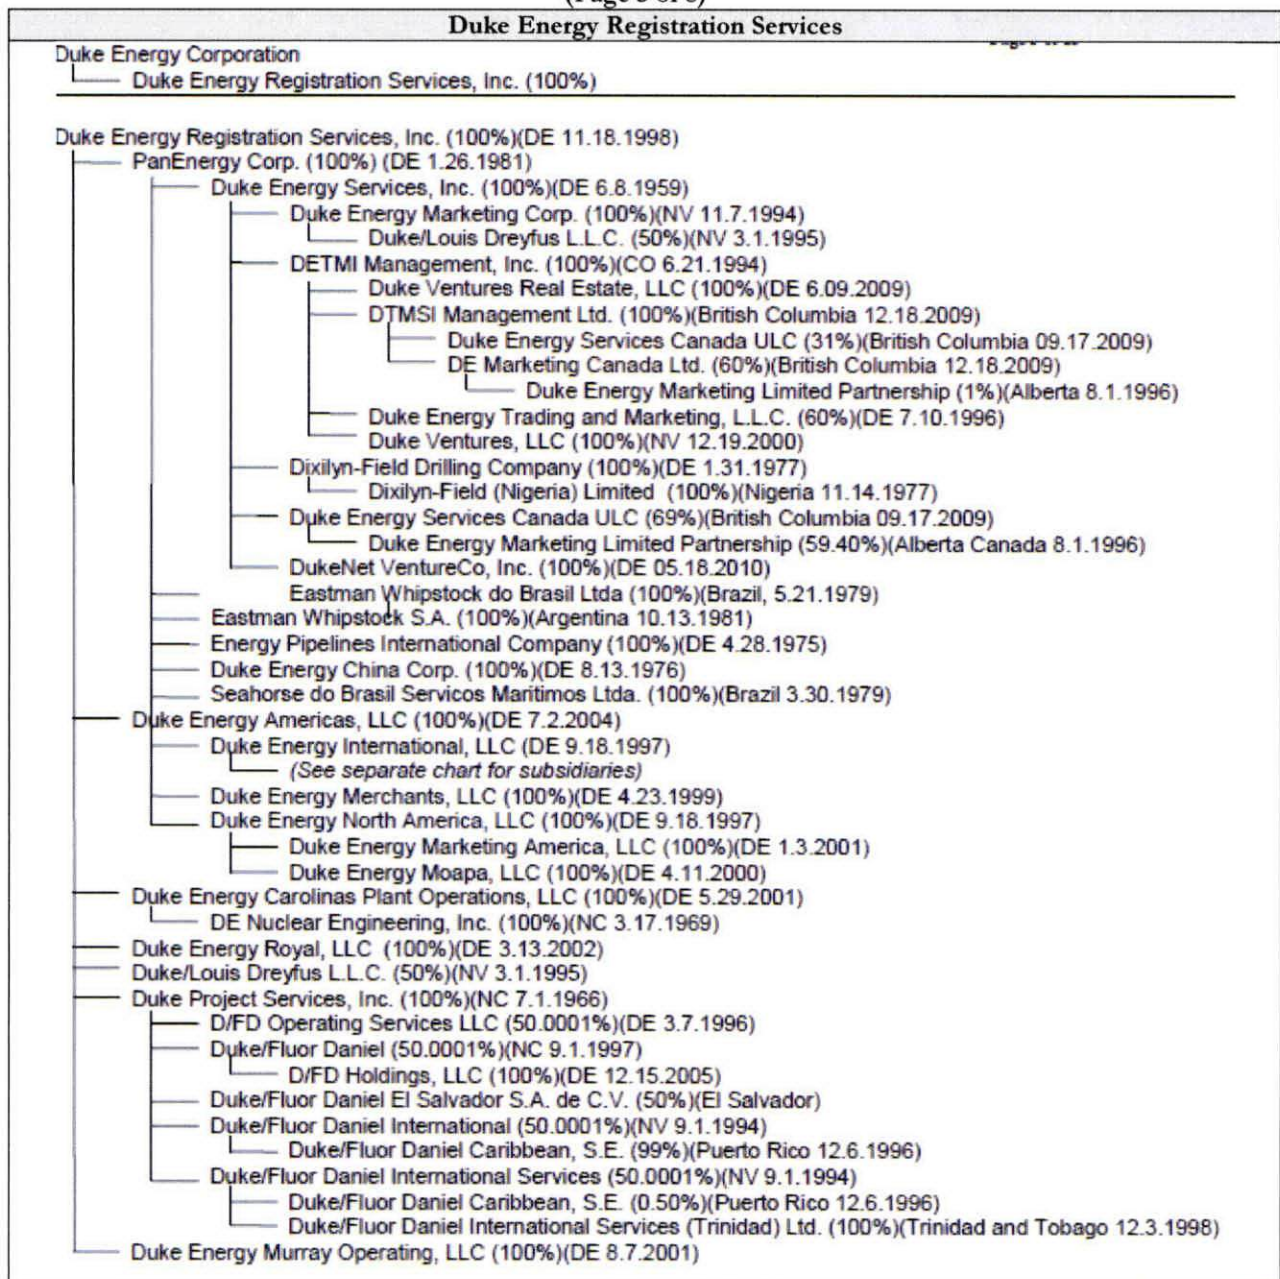 Duke Energy Registration Services
Duke Energy Corporation
Duke Energy Registration Services, Inc. (100%)
Duke Energy Registration Services, Inc. (100%)(DE 11.18.1998)
PanEnergy Corp. (100%) (DE 1.26.1981)
Duke Energy Services, Inc. (100%)(DE 6.8.1959)
Duke Energy Marketing Corp. (100%)(NV 11.7.1994)
Duke/Louis Dreyfus L.L.C. (50%)(NV 3.1.1995)
DETMI Management, Inc. (100%)(CO 6.21.1994)
Duke Ventures Real Estate, LLC (100%)(DE 6.09.2009)
DTMSI Management Ltd. (100%)(British Columbia 12.18.2009)
Duke Energy Services Canada ULC (31%)(British Columbia 09.17.2009)
DE Marketing Canada Ltd. (60%)(British Columbia 12.18.2009)
Duke Energy Marketing Limited Partnership (1%)(Alberta 8.1.1996)
Duke Energy Trading and Marketing, L.L.C. (60%)(DE 7.10.1996)
Duke Ventures, LLC (100%)(NV 12.19.2000)
Dixilyn-Field Drilling Company (100%)(DE 1.31.1977)
Dixilyn-Field (Nigeria) Limited (100%)(Nigeria 11.14.1977)
Duke Energy Services Canada ULC (69%)(British Columbia 09.17.2009)
Duke Energy Marketing Limited Partnership (59.40%)(Alberta Canada 8.1.1996)
DukeNet VentureCo, Inc. (100%)(DE 05.18.2010)
Eastman Whipstock do Brasil Ltda (100%)(Brazil, 5.21.1979)
Eastman Whipstock S.A. (100%)(Argentina 10.13.1981)
Energy Pipelines International Company (100%)(DE 4.28.1975)
Duke Energy China Corp. (100%)(DE 8.13.1976)
Seahorse do Brasil Servicos Maritimos Ltda. (100%)(Brazil 3.30.1979)
Duke Energy Americas, LLC (100%)(DE 7.2.2004)
Duke Energy International, LLC (DE 9.18.1997)
(See separate chart for subsidiaries)
Duke Energy Merchants, LLC (100%)(DE 4.23.1999)
Duke Energy North America, LLC (100%)(DE 9.18.1997)
Duke Energy Marketing America, LLC (100%)(DE 1.3.2001)
Duke Energy Moapa, LLC (100%)(DE 4.11.2000)
Duke Energy Carolinas Plant Operations, LLC (100%)(DE 5.29.2001)
DE Nuclear Engineering, Inc. (100%)(NC 3.17.1969)
Duke Energy Royal, LLC (100%)(DE 3.13.2002)
Duke/Louis Dreyfus L.L.C. (50%)(NV 3.1.1995)
Duke Project Services, Inc. (100%)(NC 7.1.1966)
D/FD Operating Services LLC (50.0001%)(DE 3.7.1996)
Duke/Fluor Daniel (50.0001%)(NC 9.1.1997)
D/FD Holdings, LLC (100%)(DE 12.15.2005)
Duke/Fluor Daniel El Salvador S.A. de C.V. (50%)(El Salvador)
Duke/Fluor Daniel International (50.0001%)(NV 9.1.1994)
Duke/Fluor Daniel Caribbean, S.E. (99%)(Puerto Rico 12.6.1996)
Duke/Fluor Daniel International Services (50.0001%)(NV 9.1.1994)
Duke/Fluor Daniel Caribbean, S.E. (0.50%)(Puerto Rico 12.6.1996)
Duke/Fluor Daniel International Services (Trinidad) Ltd. (100%)(Trinidad and Tobago 12.3.1998)
Duke Energy Murray Operating, LLC (100%)(DE 8.7.2001)